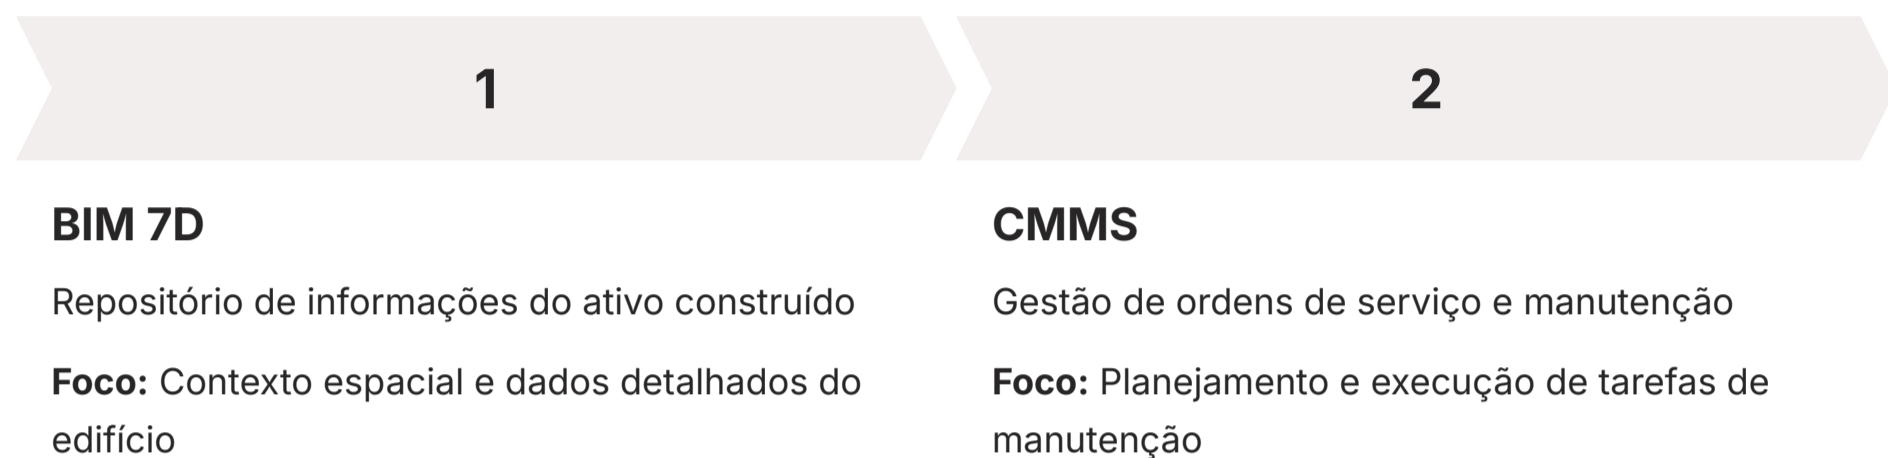 1
BIM 7D
Repositório de informações do ativo construído
Foco: Contexto espacial e dados detalhados do
edifício
2
CMMS
Gestão de ordens de serviço e manutenção
Foco: Planejamento e execução de tarefas de
manutenção